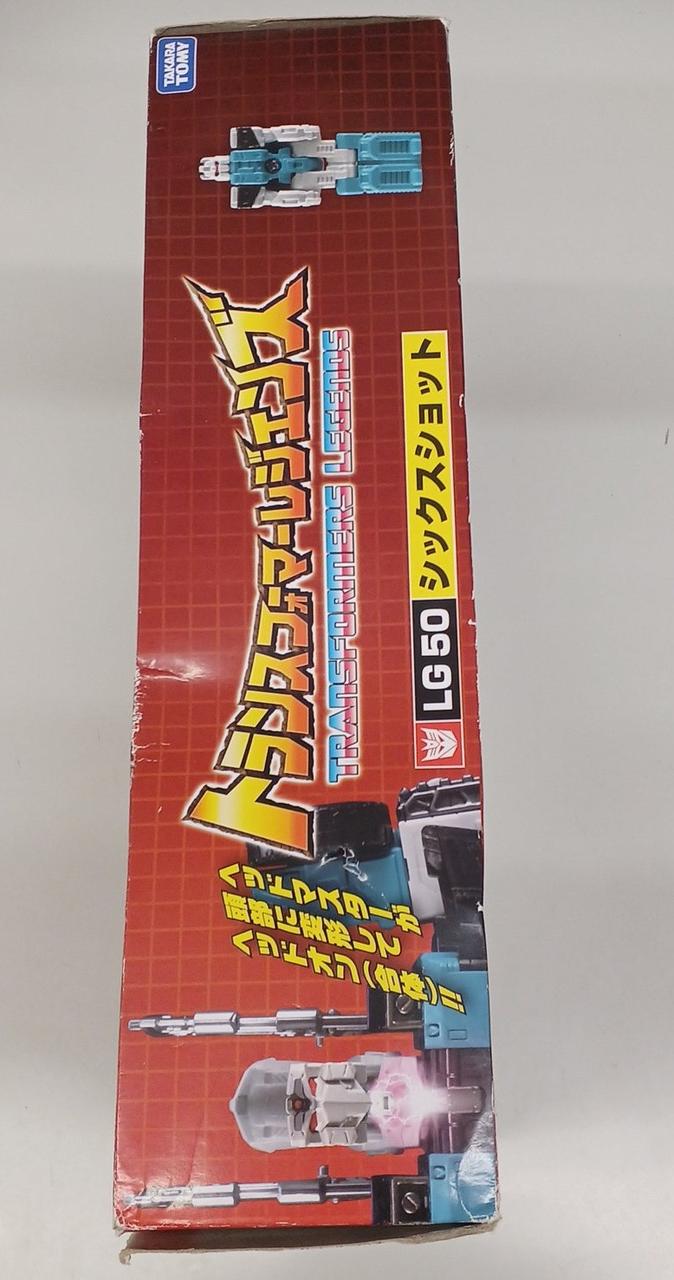 TAKARA
TOMY
トランスフォーマーレジェンズ
TRANSFORMERS LEGENDS
LG 50 シックスショット
ヘッドマスターが
頭部に変形して
ヘッドオン(合体)!!